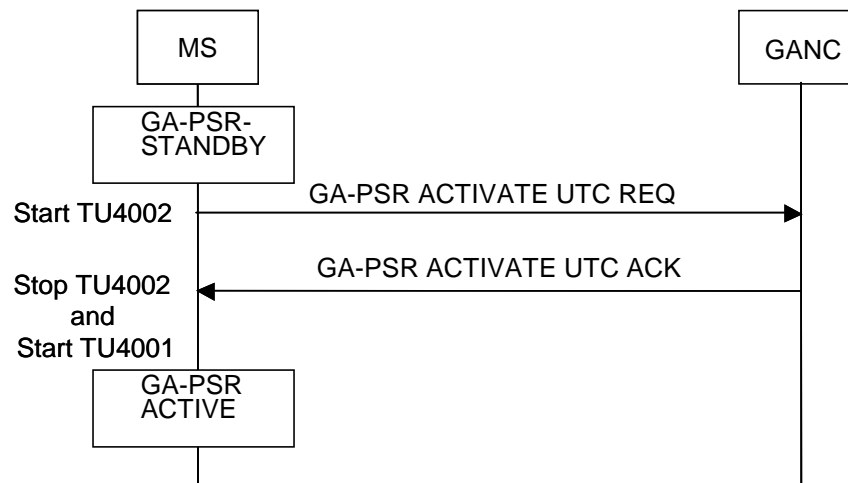 MS
GANC
GA-PSR-
STANDBY
GA-PSR ACTIVATE UTC REQ
Start TU4002
GA-PSR ACTIVATE UTC ACK
Stop TU4002
and
Start TU4001
GA-PSR
ACTIVE